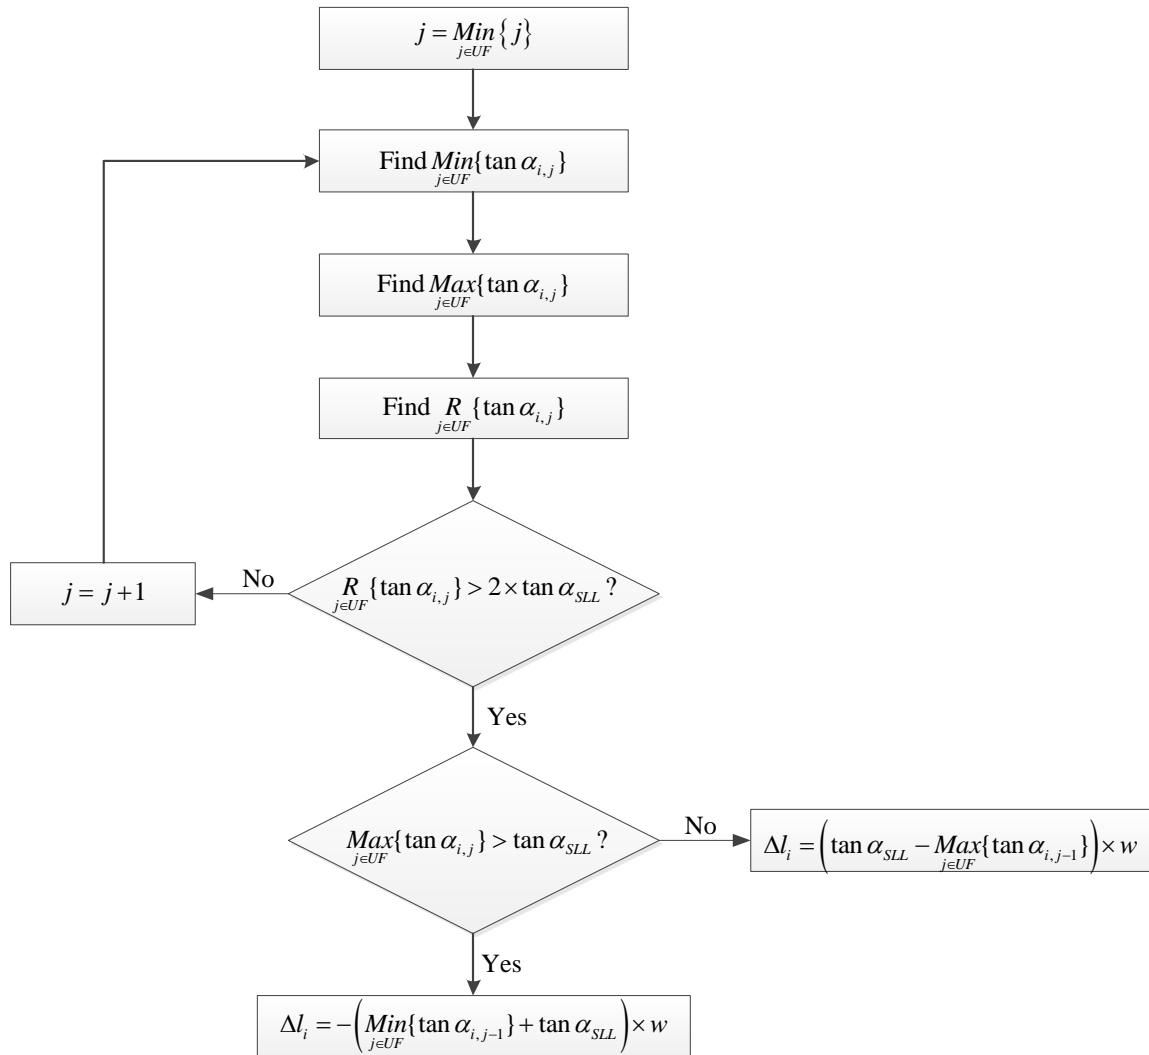 j = Min{j}
j∈UF
Find Min{tan α_{i,j}}
j∈UF
Find Max{tan α_{i,j}}
j∈UF
Find R{tan α_{i,j}}
j∈UF
j = j+1
No
R{tan α_{i,j}} > 2 × tan α_{SLL} ?
j∈UF
Yes
Max{tan α_{i,j}} > tan α_{SLL} ?
j∈UF
No
Δl_i = (tan α_{SLL} − Max{tan α_{i,j−1}}) × w
j∈UF
Yes
Δl_i = −(Min{tan α_{i,j−1}} + tan α_{SLL}) × w
j∈UF